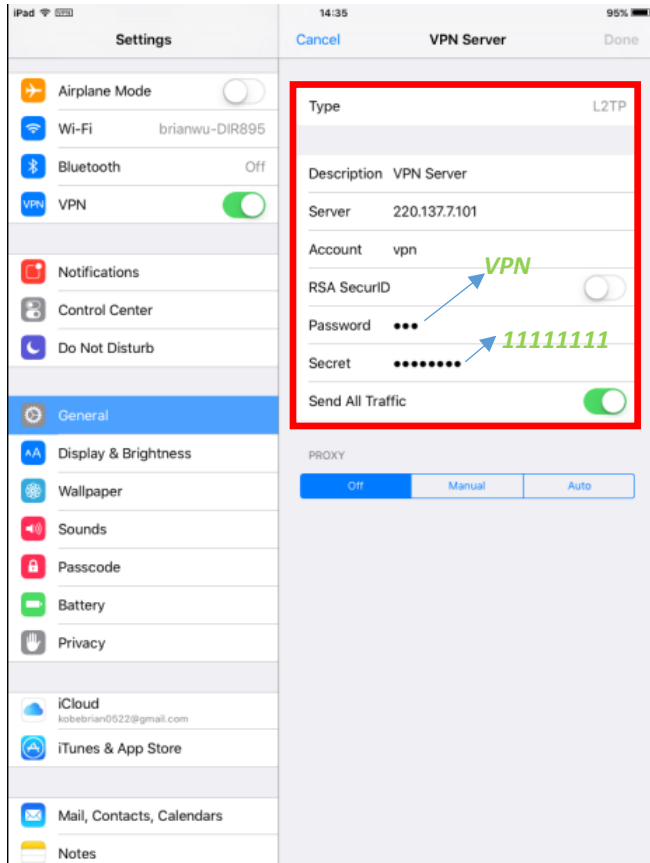 iPad VPN 14:35 95%
Settings
Cancel VPN Server Done
Airplane Mode
Wi-Fi brianwu-DIR895
Bluetooth Off
VPN VPN
Notifications
Control Center
Do Not Disturb
General
AA Display & Brightness
Wallpaper
Sounds
Passcode
Battery
Privacy
iCloud
kobebrian0522@gmail.com
iTunes & App Store
Mail, Contacts, Calendars
Notes
Type L2TP
Description VPN Server
Server 220.137.7.101
Account vpn
VPN
RSA SecurID
Password •••
11111111
Secret ••••••••
Send All Traffic
PROXY
Off Manual Auto